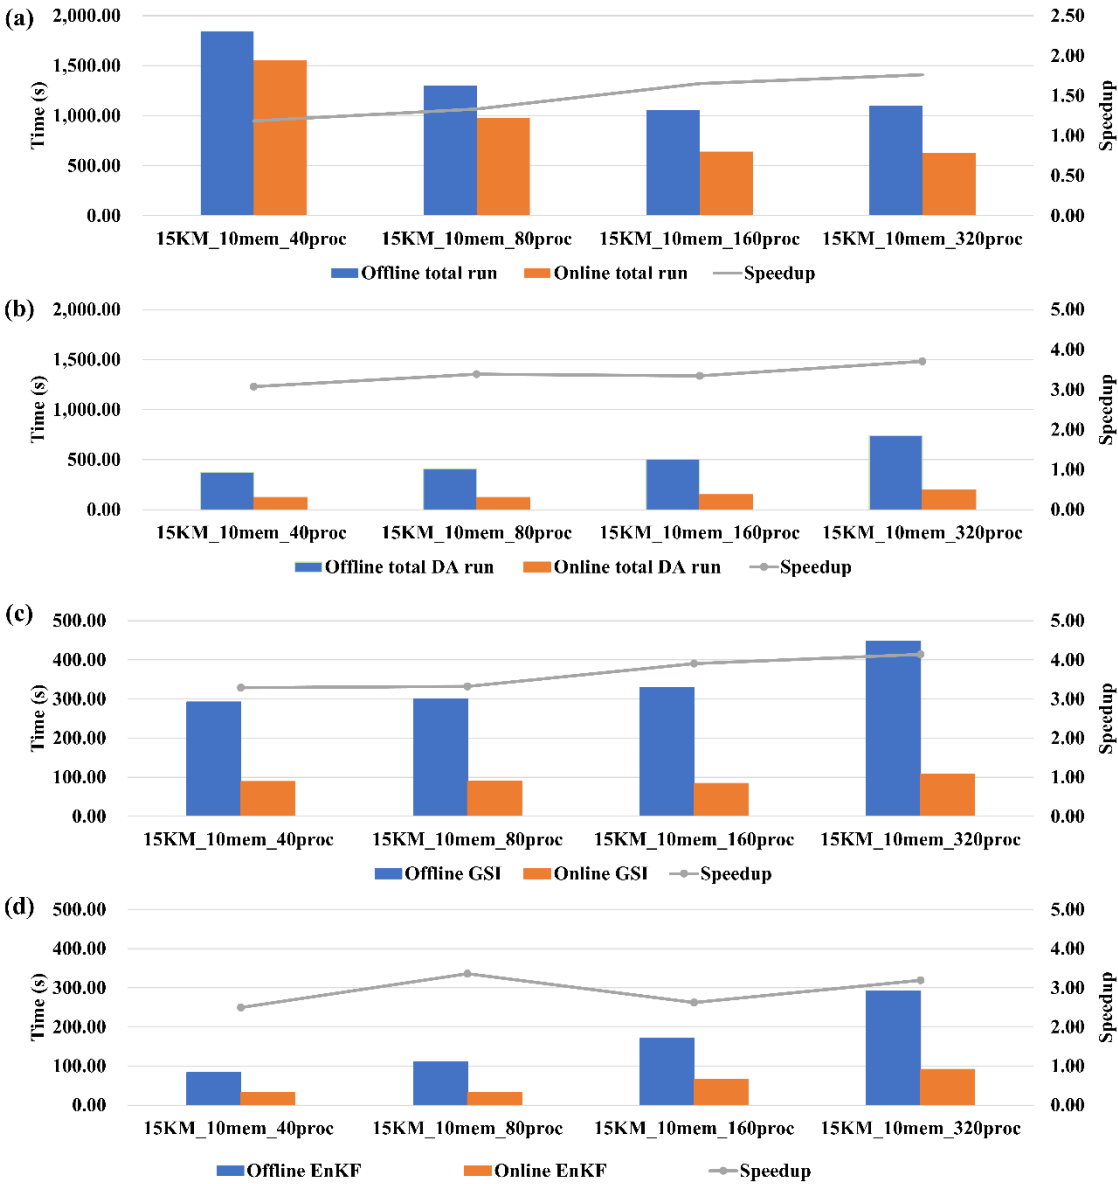 (a)
2,000.00 2.50
1,500.00 2.00
1,000.00 1.50
500.00 1.00
0.00 0.50
0.00
Time (s)
Speedup
15KM_10mem_40proc 15KM_10mem_80proc 15KM_10mem_160proc 15KM_10mem_320proc
Offline total run Online total run Speedup
(b)
2,000.00 5.00
1,500.00 4.00
1,000.00 3.00
500.00 2.00
0.00 1.00
0.00
Time (s)
Speedup
15KM_10mem_40proc 15KM_10mem_80proc 15KM_10mem_160proc 15KM_10mem_320proc
Offline total DA run Online total DA run Speedup
(c)
500.00 5.00
400.00 4.00
300.00 3.00
200.00 2.00
100.00 1.00
0.00 0.00
Time (s)
Speedup
15KM_10mem_40proc 15KM_10mem_80proc 15KM_10mem_160proc 15KM_10mem_320proc
Offline GSI Online GSI Speedup
(d)
500.00 5.00
400.00 4.00
300.00 3.00
200.00 2.00
100.00 1.00
0.00 0.00
Time (s)
Speedup
15KM_10mem_40proc 15KM_10mem_80proc 15KM_10mem_160proc 15KM_10mem_320proc
Offline EnKF Online EnKF Speedup